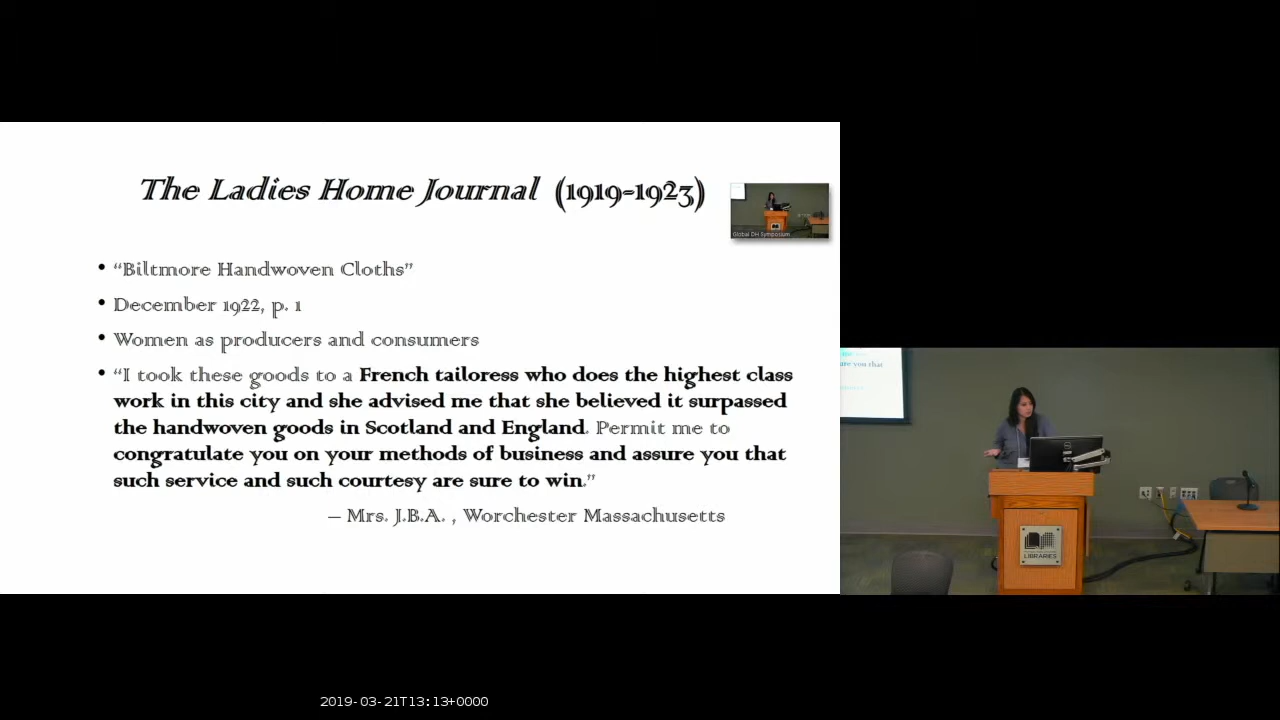 The Ladies Home Journal (1919-1923)
Global DH Symposium
• “Biltmore Handwoven Cloths”
• December 1922, p. 1
• Women as producers and consumers
• “I took these goods to a French tailoress who does the highest class
work in this city and she advised me that she believed it surpassed
the handwoven goods in Scotland and England. Permit me to
congratulate you on your methods of business and assure you that
such service and such courtesy are sure to win.”
– Mrs. J.B.A. , Worchester Massachusetts
are you that
LIBRARIES
2019-03-21T13:13+0000